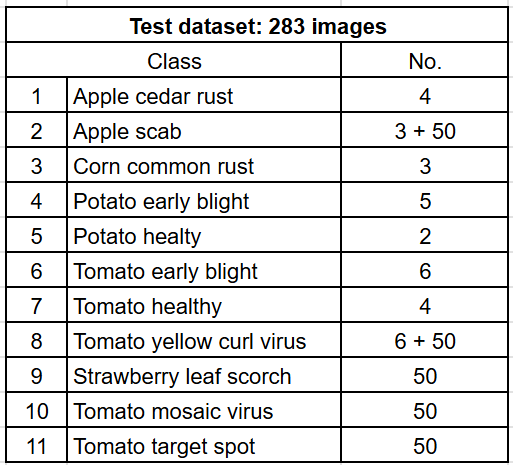 Test dataset: 283 images
Class No.
1 Apple cedar rust 4
2 Apple scab 3 + 50
3 Corn common rust 3
4 Potato early blight 5
5 Potato healty 2
6 Tomato early blight 6
7 Tomato healthy 4
8 Tomato yellow curl virus 6 + 50
9 Strawberry leaf scorch 50
10 Tomato mosaic virus 50
11 Tomato target spot 50